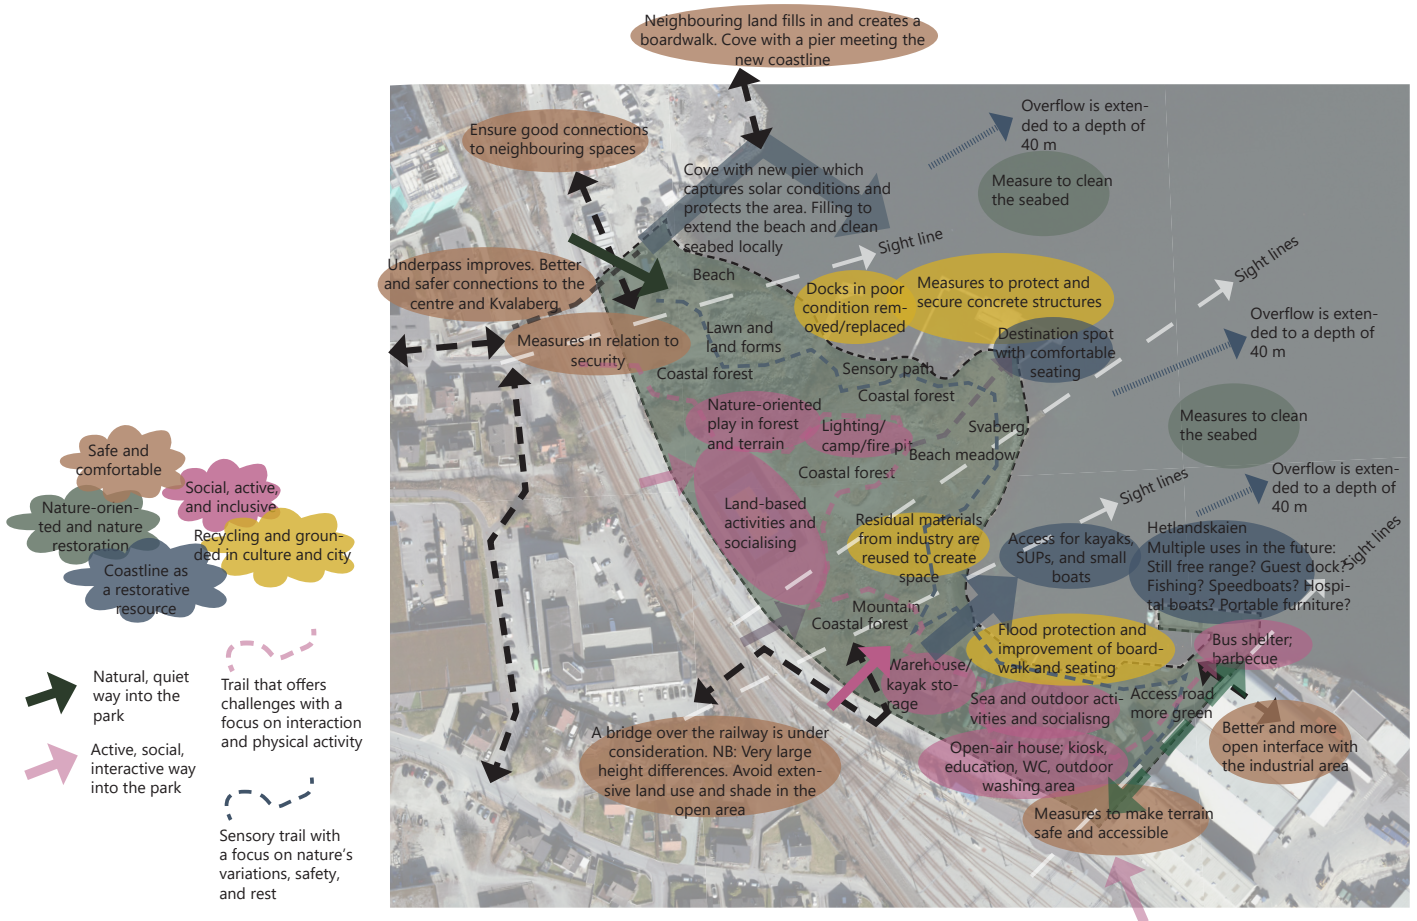 Neighbouring land fills in and creates a
boardwalk. Cove with a pier meeting the
new coastline
Ensure good connections
to neighbouring spaces
Overflow is exten-
ded to a depth of
40 m
Cove with new pier which
captures solar conditions and
protects the area. Filling to
extend the beach and clean
seabed locally
Measure to clean
the seabed
Sight line
Sight lines
Underpass improves. Better
and safer connections to the
centre and Kvalaberg
Beach
Docks in poor
condition rem-
oved/replaced
Measures to protect and
secure concrete structures
Overflow is exten-
ded to a depth of
40 m
Measures in relation to
security
Lawn and
land forms
Destination spot
with comfortable
seating
Coastal forest
Sensory path
Coastal forest
Nature-oriented
play in forest
and terrain
Lighting/
camp/fire pit
Svaberg
Beach meadow
Measures to clean
the seabed
Coastal forest
Sight lines
Overflow is exten-
ded to a depth of
40 m
Land-based
activities and
socialising
Residual materials
from industry are
reused to create
space
Access for kayaks,
SUPs, and small
boats
Hetlandskaien
Multiple uses in the future:
Still free range? Guest dock?
Fishing? Speedboats? Hospi-
tal boats? Portable furniture?
Sight lines
Mountain
Coastal forest
Flood protection and
improvement of board-
walk and seating
Bus shelter;
barbecue
Warehouse/
kayak sto-
rage
Sea and outdoor acti-
vities and socialisng
Access road
more green
A bridge over the railway is under
consideration. NB: Very large
height differences. Avoid exten-
sive land use and shade in the
open area
Open-air house; kiosk,
education, WC, outdoor
washing area
Better and more
open interface with
the industrial area
Measures to make terrain
safe and accessible
Safe and
comfortable
Social, active,
and inclusive
Nature-orien-
ted and nature
restoration
Recycling and groun-
ded in culture and city
Coastline as
a restorative
resource
Natural, quiet
way into the
park
Active, social,
interactive way
into the park
Trail that offers
challenges with a
focus on interaction
and physical activity
Sensory trail with
a focus on nature's
variations, safety,
and rest